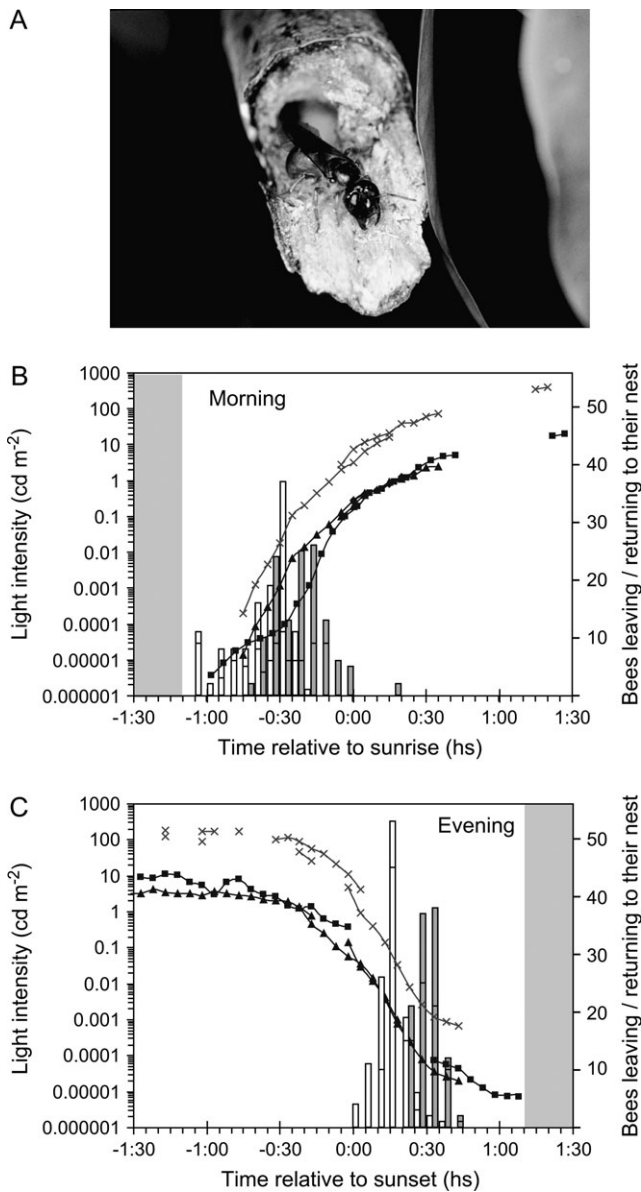 A
B
Morning
1000
100
10
1
0.1
0.01
0.001
0.0001
0.00001
0.000001
Light intensity (cd m⁻²)
50
40
30
20
10
Bees leaving / returning to their nest
-1:30 -1:00 -0:30 0:00 0:30 1:00 1:30
Time relative to sunrise (hs)
C
Evening
1000
100
10
1
0.1
0.01
0.001
0.0001
0.00001
0.000001
Light intensity (cd m⁻²)
50
40
30
20
10
Bees leaving / returning to their nest
-1:30 -1:00 -0:30 0:00 0:30 1:00 1:30
Time relative to sunset (hs)